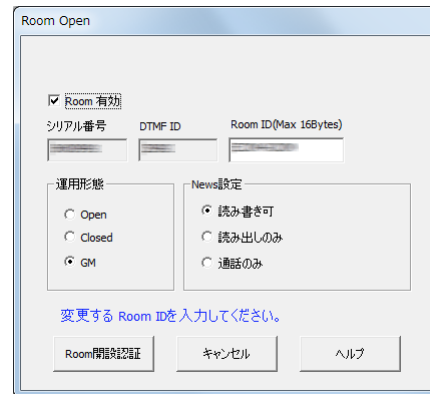 Room Open
Room 有効
シリアル番号 DTMF ID Room ID(Max 16Bytes)
運用形態 News設定
Open 読み書き可
Closed 読み出しのみ
GM 通話のみ
変更する Room IDを入力してください。
Room開設認証 キャンセル ヘルプ